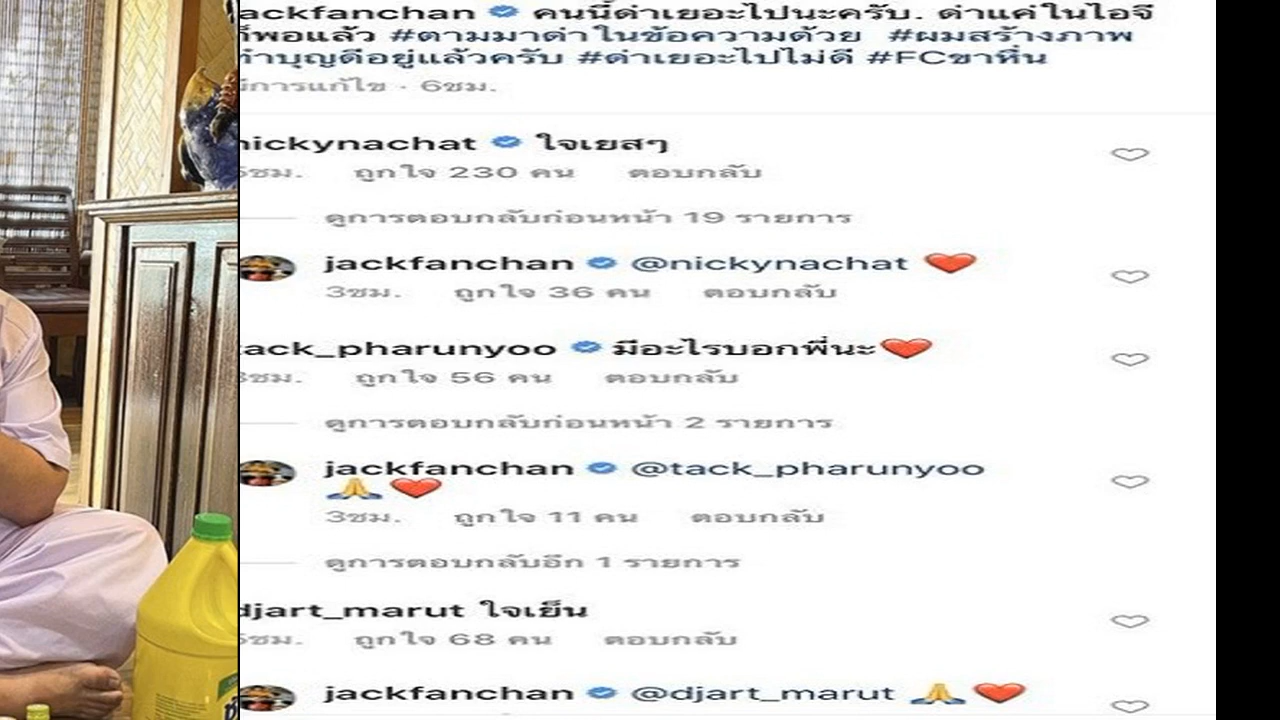 ackfanchan คนนี้ด่าเยอะไปนะครับ. ด่าแค่ในไอจี
ก็พอแล้ว #ตามมาด่าในข้อความด้วย #ผมสร้างภาพ
ทำบุญดีอยู่แล้วครับ #ด่าเยอะไปไม่ดี #FCขาหื่น
มีการแก้ไข · 6ชม.
nickynachat ใจเยสๆ
ชม. ถูกใจ 230 คน ตอบกลับ
ดูการตอบกลับก่อนหน้า 19 รายการ
jackfanchan @nickynachat ❤️
3ชม. ถูกใจ 36 คน ตอบกลับ
tack_pharunyoo มีอะไรบอกพี่นะ❤️
3ชม. ถูกใจ 56 คน ตอบกลับ
ดูการตอบกลับก่อนหน้า 2 รายการ
jackfanchan @tack_pharunyoo
🙏 ❤️
3ชม. ถูกใจ 11 คน ตอบกลับ
ดูการตอบกลับอีก 1 รายการ
djart_marut ใจเย็น
ชม. ถูกใจ 68 คน ตอบกลับ
jackfanchan @djart_marut 🙏❤️